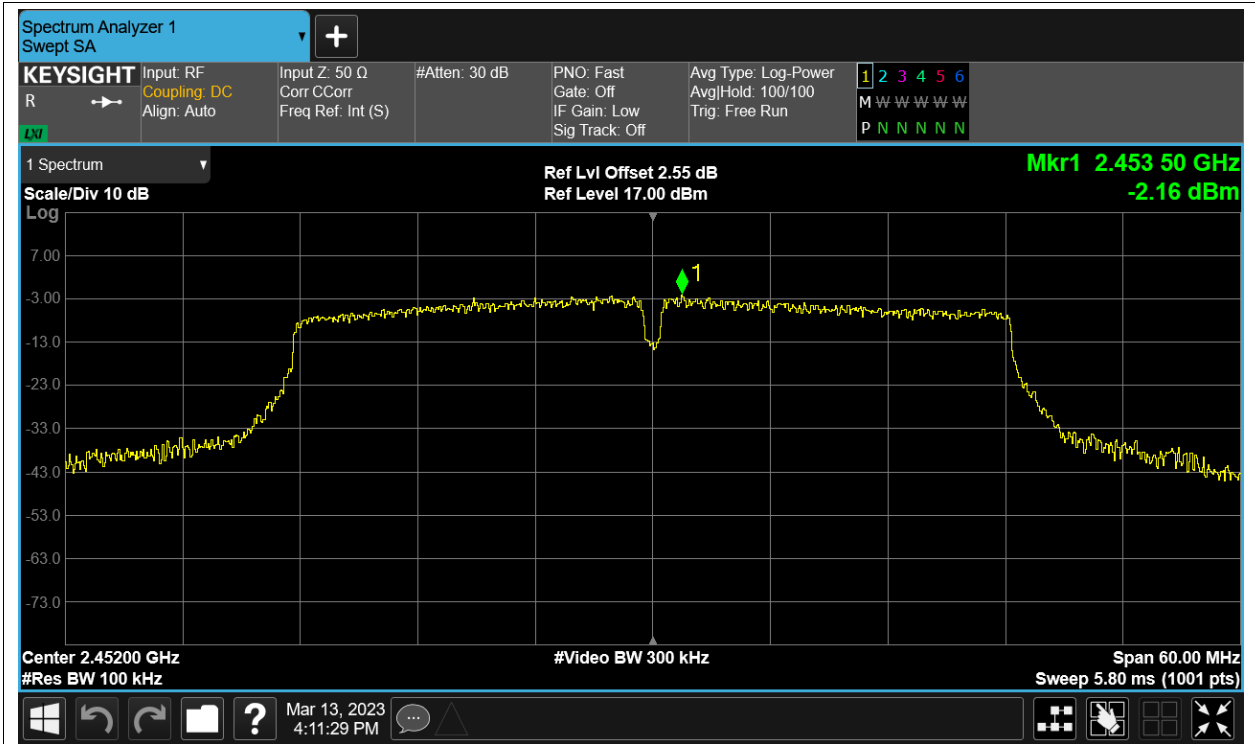 Spectrum Analyzer 1
Swept SA
+
KEYSIGHT
R
LXI
Input: RF
Coupling: DC
Align: Auto
Input Z: 50 Ω
Corr CCorr
Freq Ref: Int (S)
#Atten: 30 dB
PNO: Fast
Gate: Off
IF Gain: Low
Sig Track: Off
Avg Type: Log-Power
Avg|Hold: 100/100
Trig: Free Run
1 2 3 4 5 6
M W W W W W
P N N N N N
1 Spectrum
Scale/Div 10 dB
Log
Ref Lvl Offset 2.55 dB
Ref Level 17.00 dBm
Mkr1 2.453 50 GHz
-2.16 dBm
1
7.00
-3.00
-13.0
-23.0
-33.0
-43.0
-53.0
-63.0
-73.0
Center 2.45200 GHz
#Video BW 300 kHz
Span 60.00 MHz
#Res BW 100 kHz
Sweep 5.80 ms (1001 pts)
?
Mar 13, 2023
4:11:29 PM